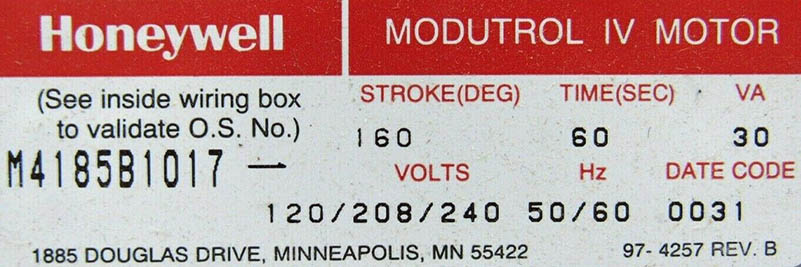 Honeywell
MODUTROL IV MOTOR
(See inside wiring box
to validate O.S. No.)
M4185B1017 —
STROKE(DEG) TIME(SEC) VA
160 60 30
VOLTS Hz DATE CODE
120/208/240 50/60 0031
1885 DOUGLAS DRIVE, MINNEAPOLIS, MN 55422
97- 4257 REV. B